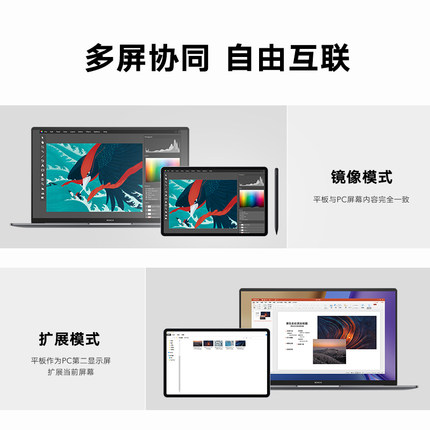 多屏协同 自由互联
镜像模式
平板与PC屏幕内容完全一致
扩展模式
平板作为PC第二显示屏
扩展当前屏幕